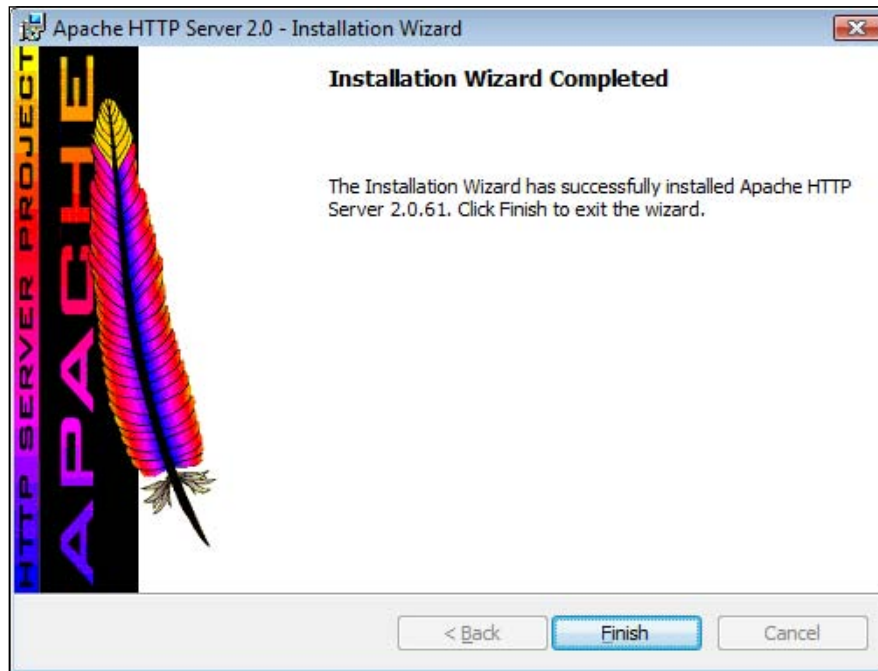 Apache HTTP Server 2.0 - Installation Wizard
HTTP SERVER PROJECT
APACHE
Installation Wizard Completed
The Installation Wizard has successfully installed Apache HTTP
Server 2.0.61. Click Finish to exit the wizard.
< Back
Finish
Cancel